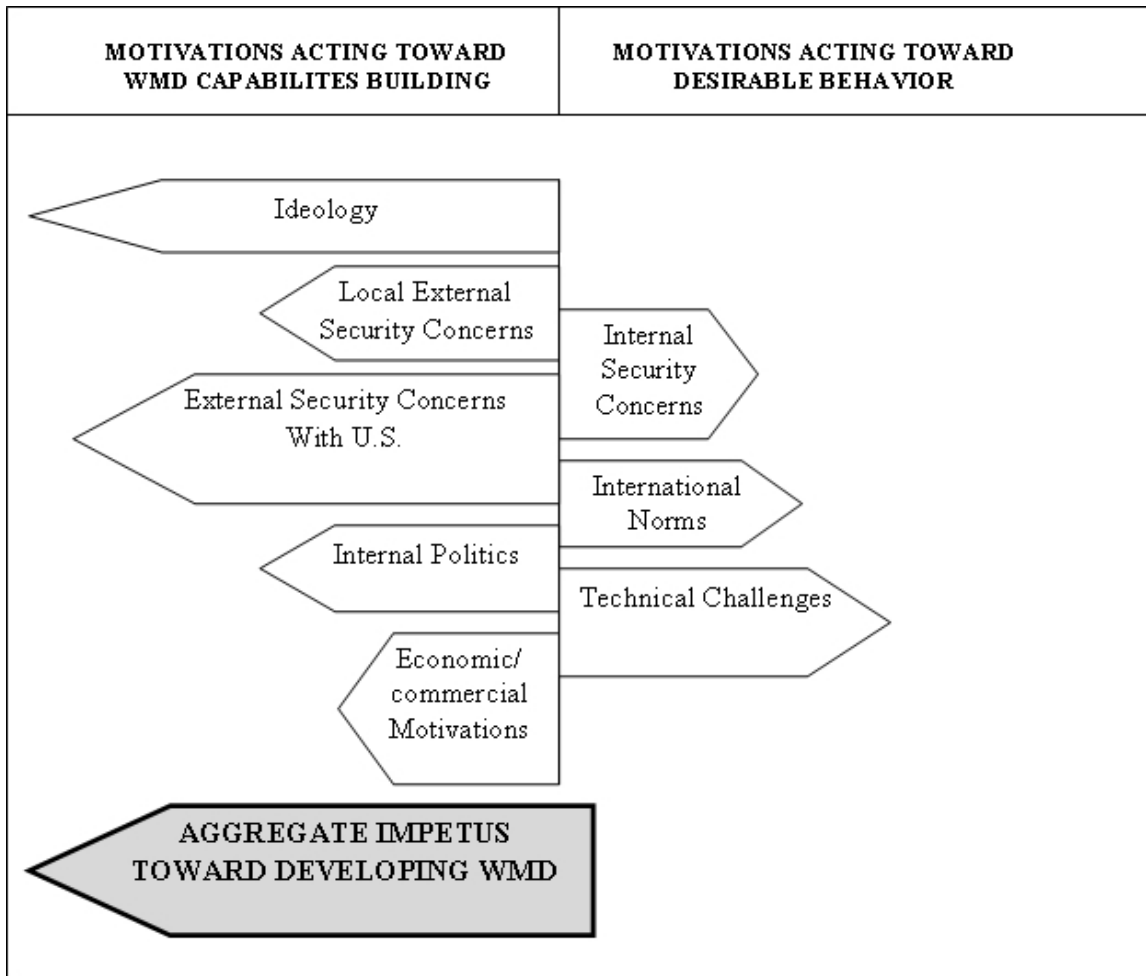 MOTIVATIONS ACTING TOWARD
WMD CAPABILITES BUILDING
MOTIVATIONS ACTING TOWARD
DESIRABLE BEHAVIOR
Ideology
Local External
Security Concerns
Internal
Security
Concerns
External Security Concerns
With U.S.
International
Norms
Internal Politics
Technical Challenges
Economic/
commercial
Motivations
AGGREGATE IMPETUS
TOWARD DEVELOPING WMD